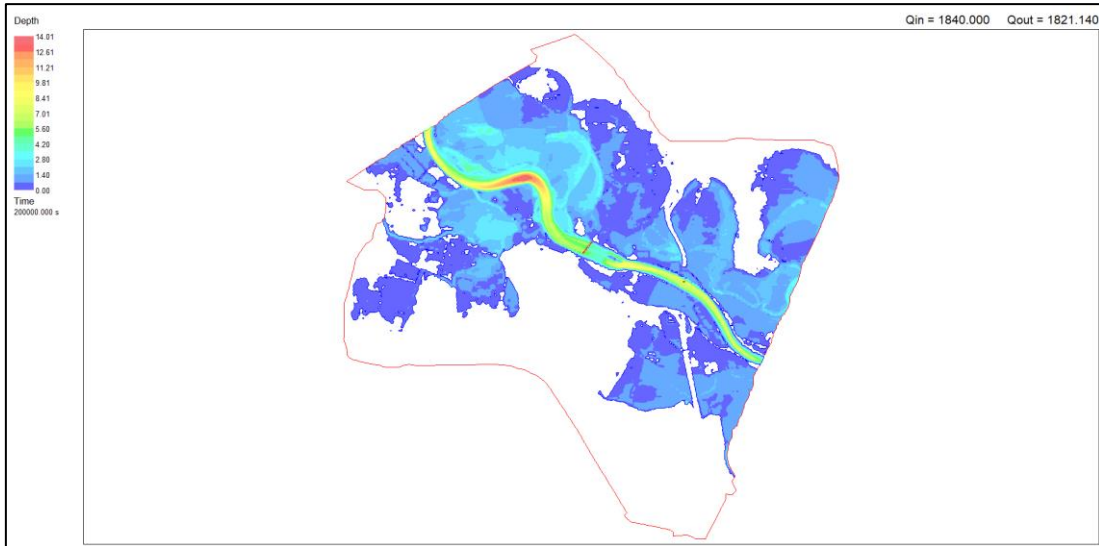 Depth
Qin = 1840.000 Qout = 1821.140
14.01
12.61
11.21
9.81
8.41
7.01
5.60
4.20
2.80
1.40
0.00
Time
200000.000 s